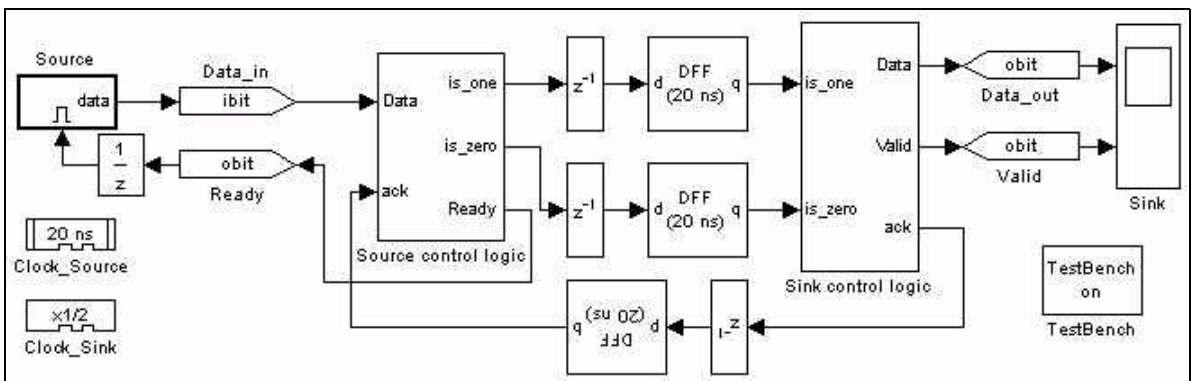 Source
data
Data_in
ibit
1
z
obit
Ready
20 ns
Clock_Source
x1/2
Clock_Sink
Data
ack
is_one
is_zero
Ready
Source control logic
z⁻¹
d DFF q
(20 ns)
z⁻¹
d DFF q
(20 ns)
z⁻¹
d DFF q
(20 ns)
is_one
is_zero
Data
Valid
ack
Sink control logic
obit
Data_out
obit
Valid
Sink
TestBench
on
TestBench